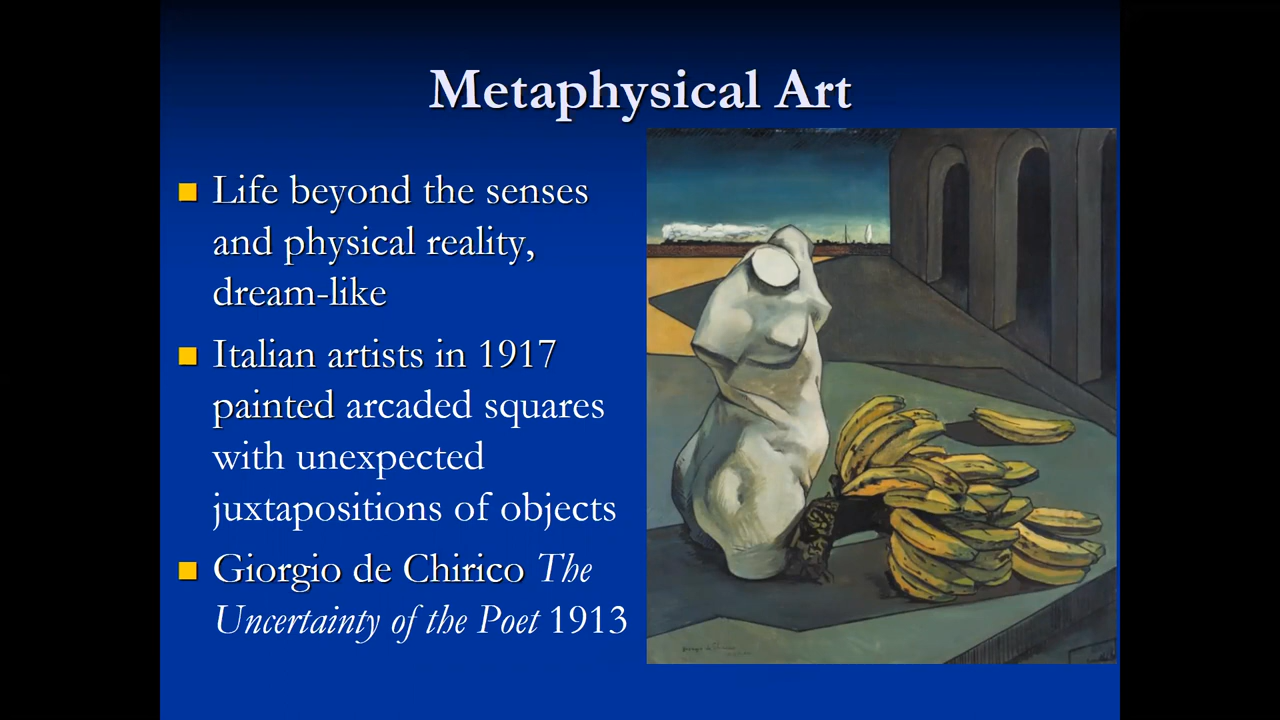 Metaphysical Art
Life beyond the senses
and physical reality,
dream-like
Italian artists in 1917
painted arcaded squares
with unexpected
juxtapositions of objects
Giorgio de Chirico The
Uncertainty of the Poet 1913